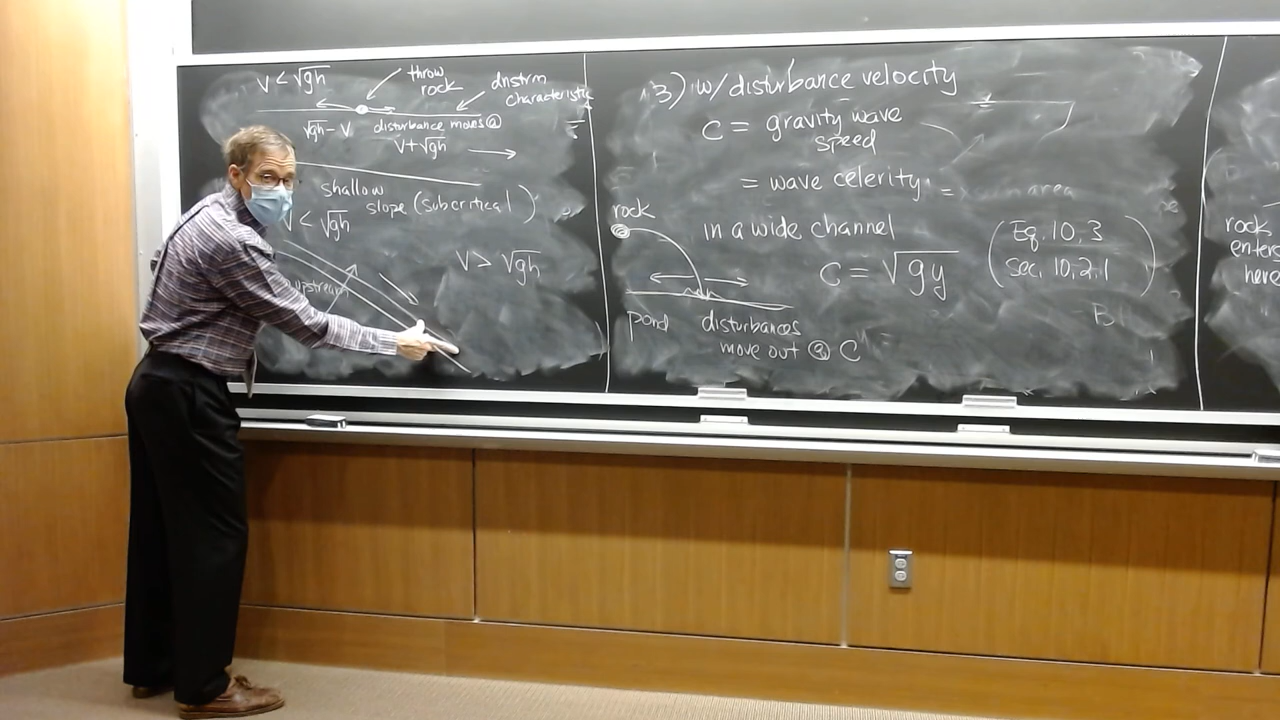 V < √gh
throw
rock
dnstrm
characteristic
√gh - V
disturbance moves @
V + √gh
shallow
slope (subcritical)
V < √gh
upstream
V > √gh
3) w/ disturbance velocity
C = gravity wave
speed
= wave celerity
rock
in a wide channel
C = √gy
(Eq. 10.3
Sec. 10.2.1)
pond
disturbances
move out @ C
rock
enters
here